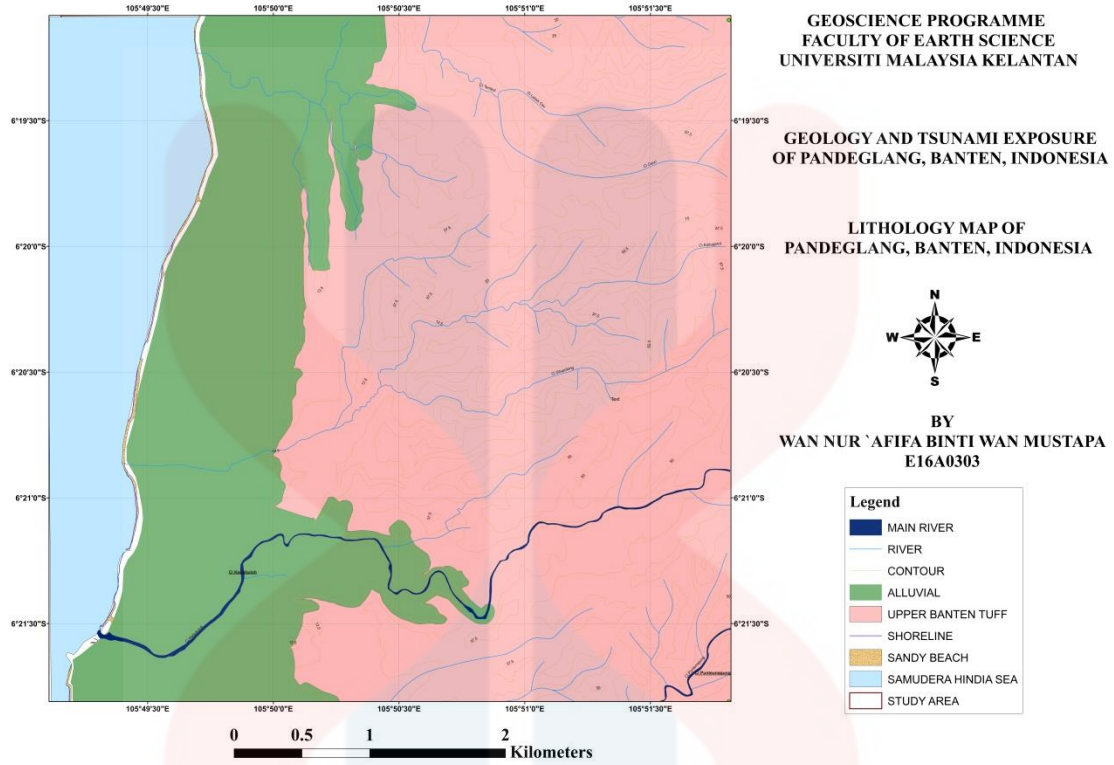 105°49'30"E 105°50'0"E 105°50'30"E 105°51'0"E 105°51'30"E
6°19'30"S 6°19'30"S
6°20'0"S 6°20'0"S
6°20'30"S 6°20'30"S
6°21'0"S 6°21'0"S
6°21'30"S 6°21'30"S
105°49'30"E 105°50'0"E 105°50'30"E 105°51'0"E 105°51'30"E
0 0.5 1 2
Kilometers
GEOSCIENCE PROGRAMME
FACULTY OF EARTH SCIENCE
UNIVERSITI MALAYSIA KELANTAN
GEOLOGY AND TSUNAMI EXPOSURE
OF PANDEGLANG, BANTEN, INDONESIA
LITHOLOGY MAP OF
PANDEGLANG, BANTEN, INDONESIA
N
W E
S
BY
WAN NUR `AFIFA BINTI WAN MUSTAPA
E16A0303
Legend
MAIN RIVER
RIVER
CONTOUR
ALLUVIAL
UPPER BANTEN TUFF
SHORELINE
SANDY BEACH
SAMUDERA HINDIA SEA
STUDY AREA